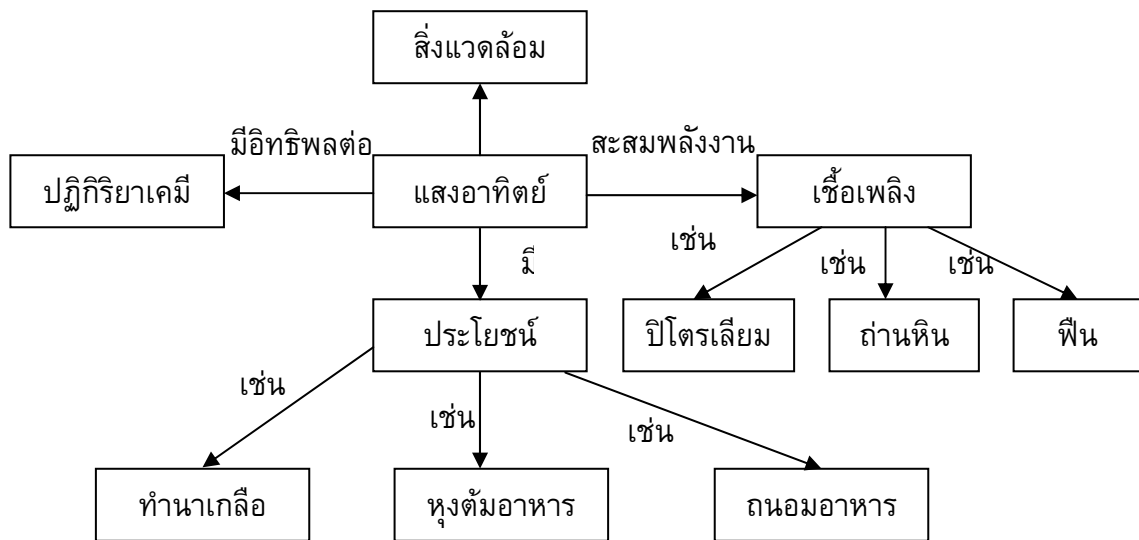 สิ่งแวดล้อม
มีอิทธิพลต่อ
สะสมพลังงาน
ปฏิกิริยาเคมี
แสงอาทิตย์
เชื้อเพลิง
มี
เช่น
เช่น
เช่น
ประโยชน์
ปิโตรเลียม
ถ่านหิน
ฟืน
เช่น
เช่น
เช่น
ทำนาเกลือ
หุงต้มอาหาร
ถนอมอาหาร